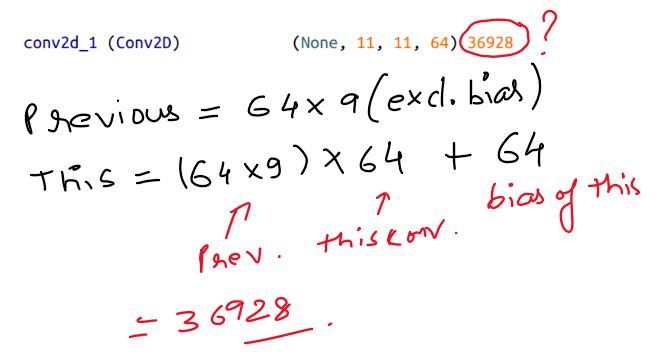 conv2d_1 (Conv2D) (None, 11, 11, 64) 36928 ?
Previous = 64 x 9 (excl. bias)
This = (64 x 9) x 64 + 64
Prev. this conv. bias of this
= 36928.